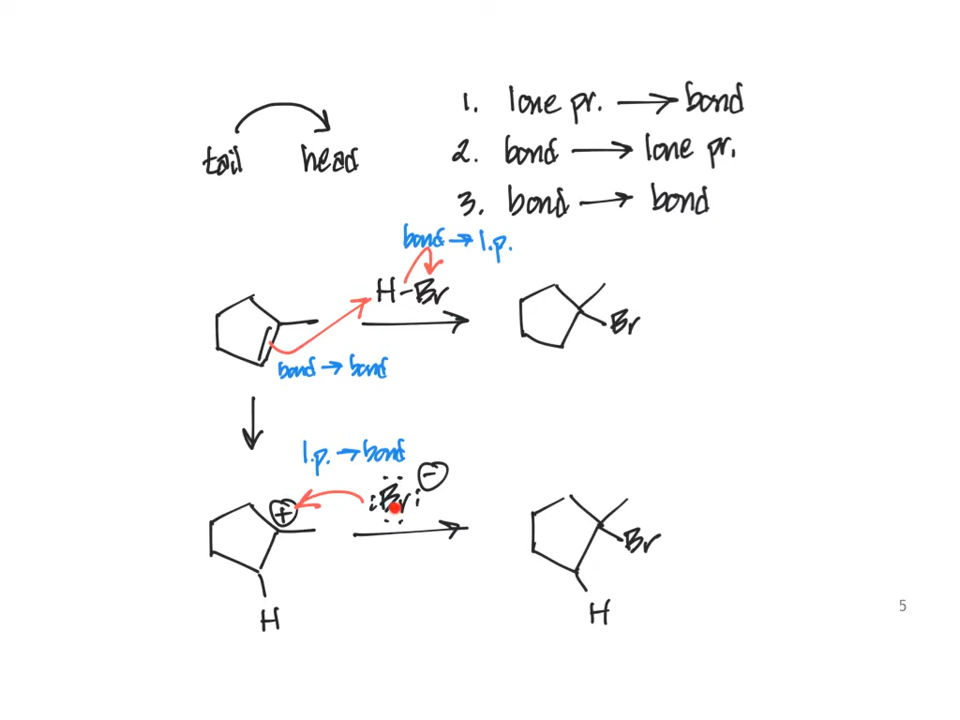 tail head
1. lone pr. → bond
2. bond → lone pr.
3. bond → bond
bond → l.p.
H-Br
Br
bond → bond
l.p. → bond
+
:Br: −
Br
H
H
5